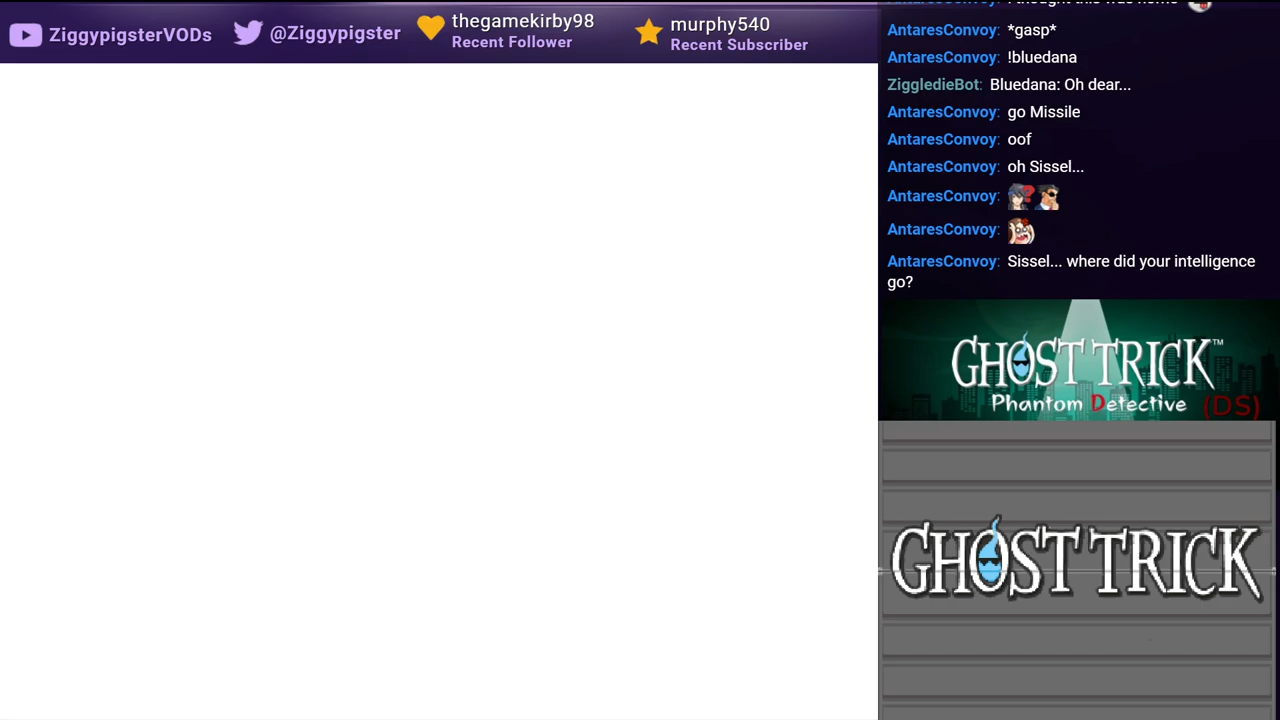 ZiggypigsterVODs
@Ziggypigster
thegamekirby98
Recent Follower
murphy540
Recent Subscriber
AntaresConvoy: *gasp*
AntaresConvoy: !bluedana
ZiggledieBot: Bluedana: Oh dear...
AntaresConvoy: go Missile
AntaresConvoy: oof
AntaresConvoy: oh Sissel...
AntaresConvoy:
AntaresConvoy:
AntaresConvoy: Sissel... where did your intelligence
go?
GHOST TRICK™
Phantom Detective (DS)
GHOST TRICK